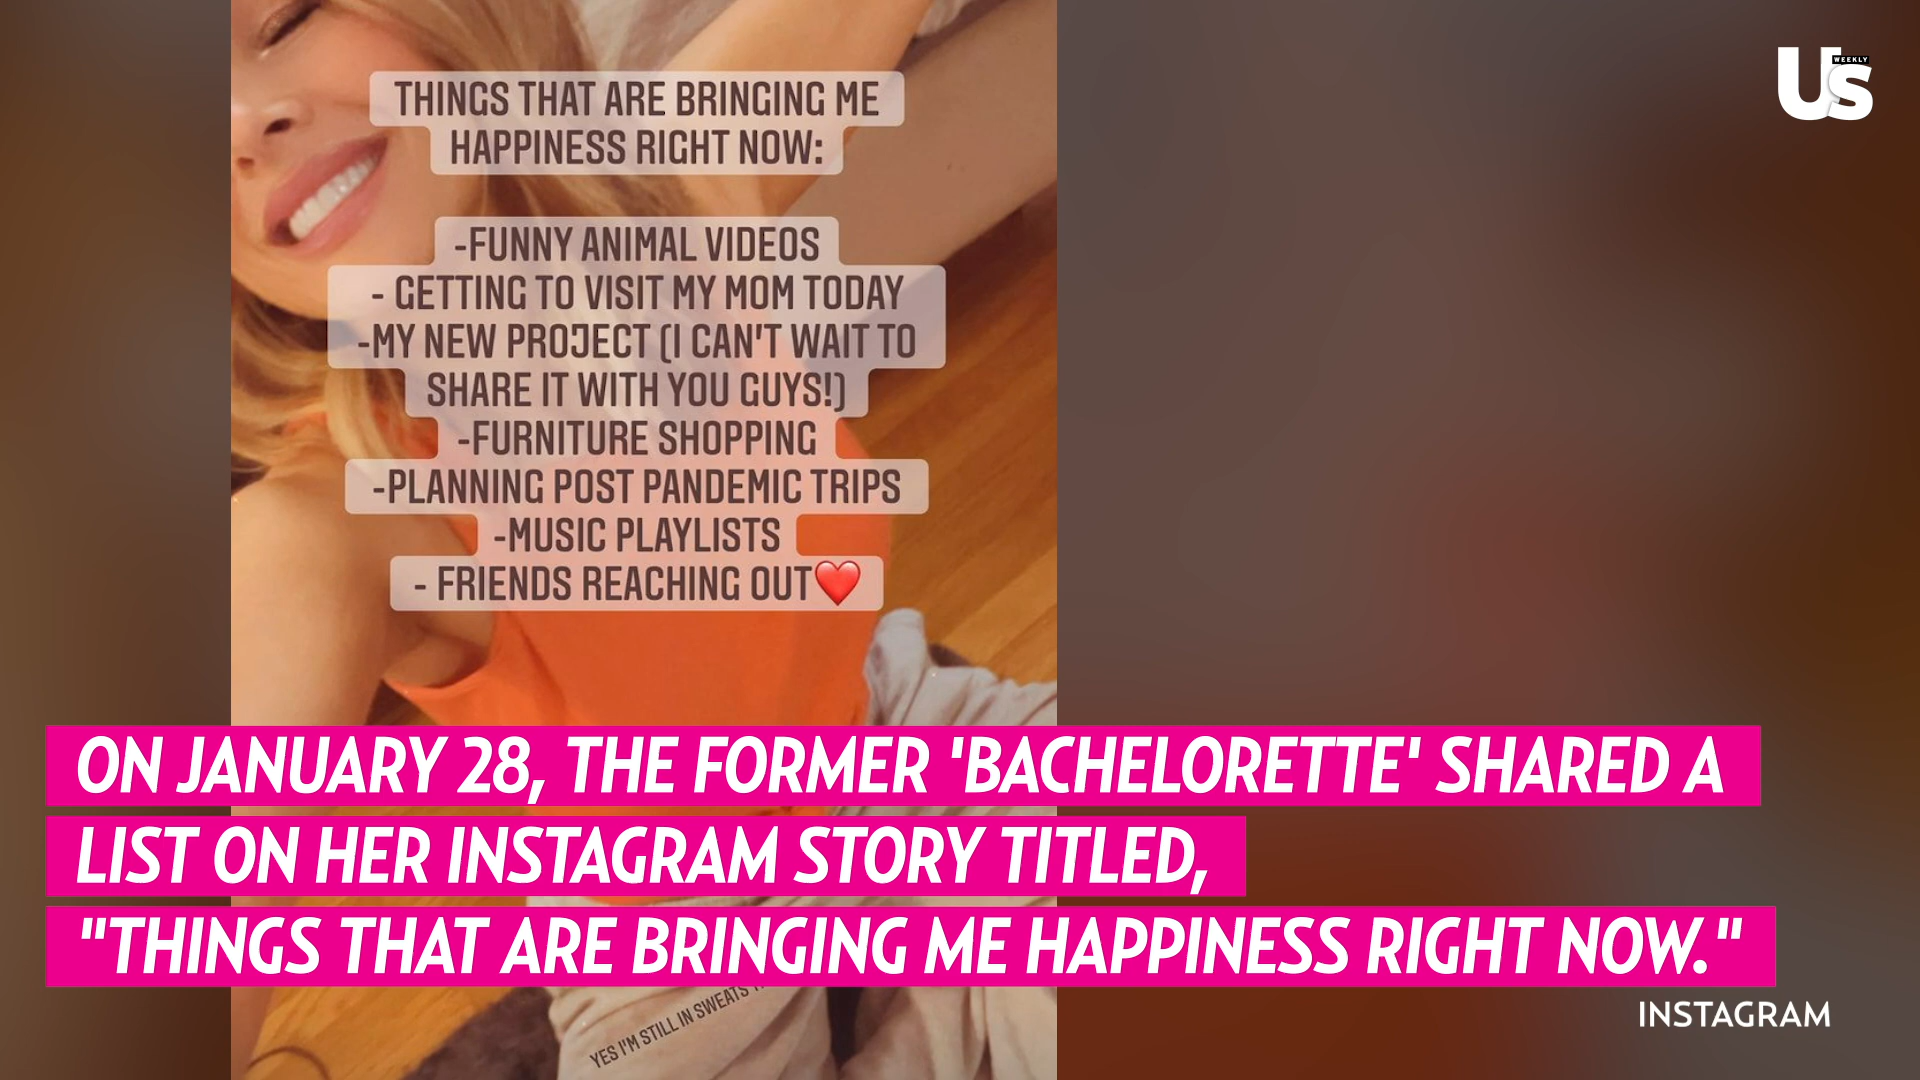 Us
WEEKLY
THINGS THAT ARE BRINGING ME
HAPPINESS RIGHT NOW:
-FUNNY ANIMAL VIDEOS
- GETTING TO VISIT MY MOM TODAY
-MY NEW PROJECT (I CAN'T WAIT TO
SHARE IT WITH YOU GUYS!)
-FURNITURE SHOPPING
-PLANNING POST PANDEMIC TRIPS
-MUSIC PLAYLISTS
- FRIENDS REACHING OUT❤️
ON JANUARY 28, THE FORMER 'BACHELORETTE' SHARED A
LIST ON HER INSTAGRAM STORY TITLED,
"THINGS THAT ARE BRINGING ME HAPPINESS RIGHT NOW."
YES I'M STILL IN SWEATS
INSTAGRAM